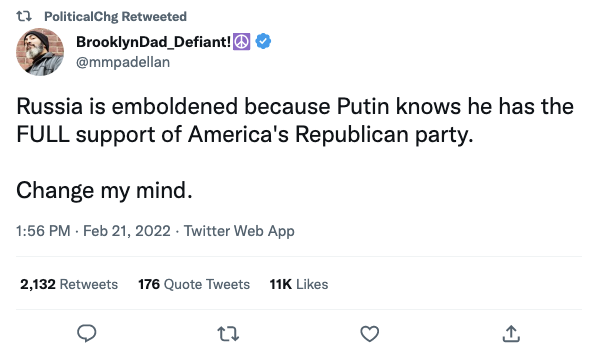 PoliticalChg Retweeted
BrooklynDad_Defiant!☮
@mmpadellan
Russia is emboldened because Putin knows he has the
FULL support of America's Republican party.
Change my mind.
1:56 PM · Feb 21, 2022 · Twitter Web App
2,132 Retweets 176 Quote Tweets 11K Likes